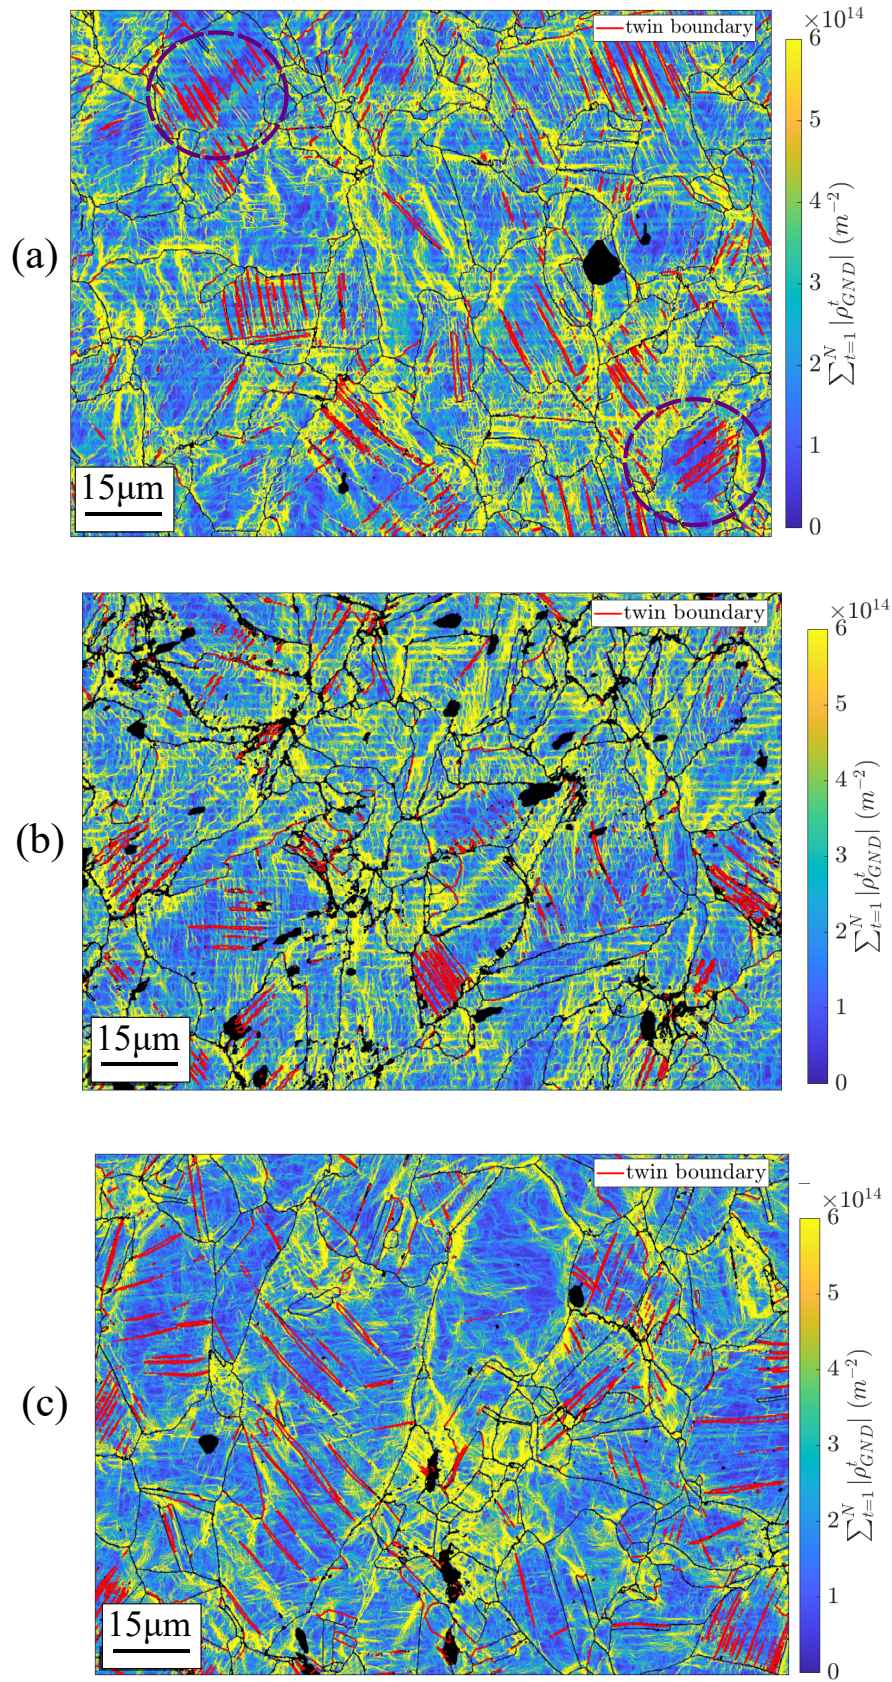 twin boundary
×10^14
6
5
4
3
2
1
0
∑_{t=1}^{N} |ρ^t_{GND}| (m^{-2})
(a)
15μm
twin boundary
×10^14
6
5
4
3
2
1
0
∑_{t=1}^{N} |ρ^t_{GND}| (m^{-2})
(b)
15μm
twin boundary
×10^14
6
5
4
3
2
1
0
∑_{t=1}^{N} |ρ^t_{GND}| (m^{-2})
(c)
15μm